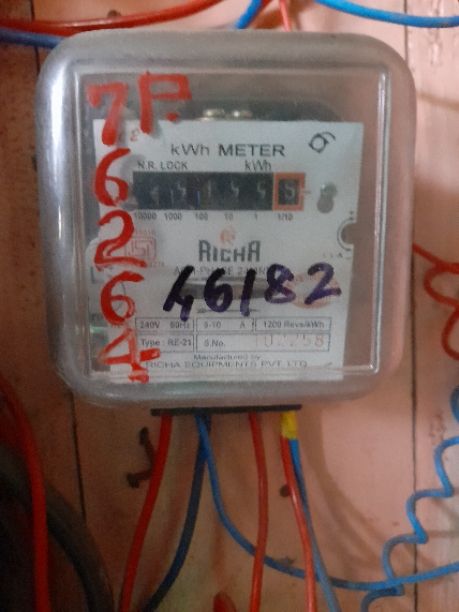 7P.
6
2
6
4
kWh METER
R.R. LOCK kWh
10000 1000 100 10 1 1/10
RICHA
46182
240V 50Hz 5-10 A 1200 Revs/kWh
Type : RE-21 S.No.
Manufactured by
RICHA EQUIPMENTS PVT. LTD.